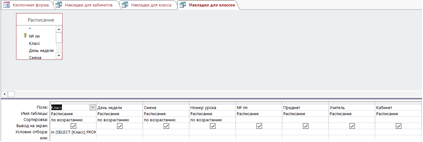 Кнопочная форма
Накладки для кабинетов
Накладки для класса
Накладки для классов
Расписание
*
№ пп
Класс
День недели
Смена
Поле: Класс День недели Смена Номер урока № пп Предмет Учитель Кабинет
Имя таблицы: Расписание Расписание Расписание Расписание Расписание Расписание Расписание Расписание
Сортировка: по возрастанию по возрастанию по возрастанию по возрастанию
Вывод на экран:
Условие отбора: In (SELECT [Класс] FROM
или: